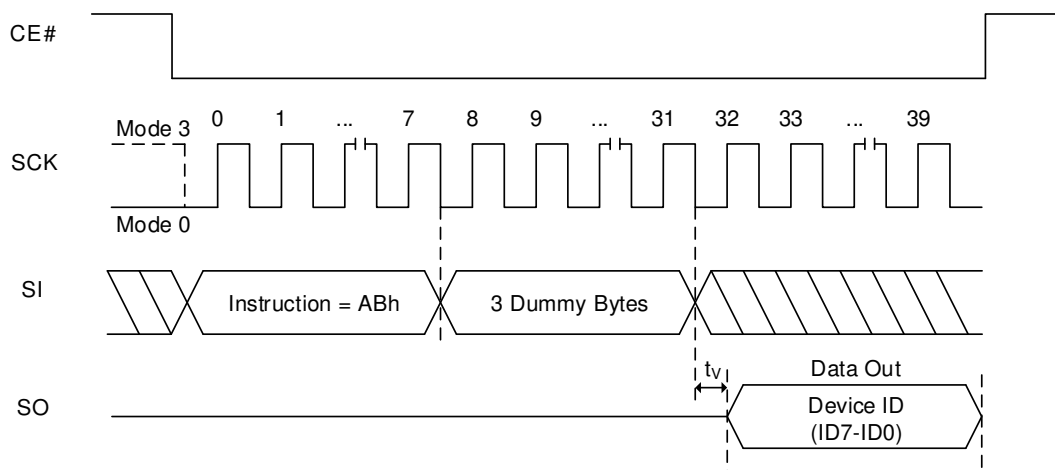 CE#
0 1 ... 7 8 9 ... 31 32 33 ... 39
Mode 3
SCK
Mode 0
SI
Instruction = ABh
3 Dummy Bytes
tV
Data Out
SO
Device ID
(ID7-ID0)